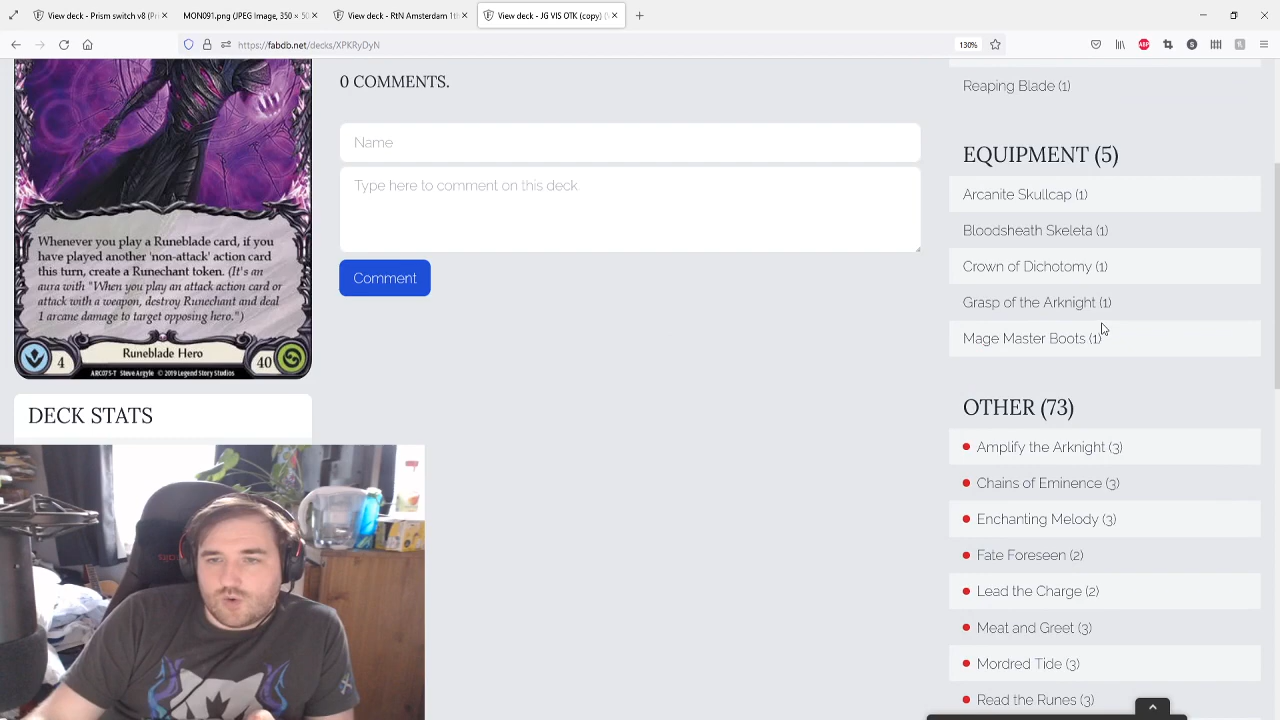 View deck - Prism switch v8 (Pri
MON091.png (JPEG Image, 350 × 50
View deck - RtN Amsterdam 1th
View deck - JG VIS OTK (copy) (V
https://fabdb.net/decks/XPKRyDyN
130%
Whenever you play a Runeblade card, if you
have played another 'non-attack' action card
this turn, create a Runechant token. (It's an
aura with "When you play an attack action card or
attack with a weapon, destroy Runechant and deal
1 arcane damage to target opposing hero.")
4
Runeblade Hero
40
ARC075-T Steve Argyle © 2019 Legend Story Studios
DECK STATS
0 COMMENTS.
Name
Type here to comment on this deck
Comment
Reaping Blade (1)
EQUIPMENT (5)
Arcanite Skullcap (1)
Bloodsheath Skeleta (1)
Crown of Dichotomy (1)
Grasp of the Arknight (1)
Mage Master Boots (1)
OTHER (73)
Amplify the Arknight (3)
Chains of Eminence (3)
Enchanting Melody (3)
Fate Foreseen (2)
Lead the Charge (2)
Meat and Greet (3)
Mordred Tide (3)
Read the Runes (3)